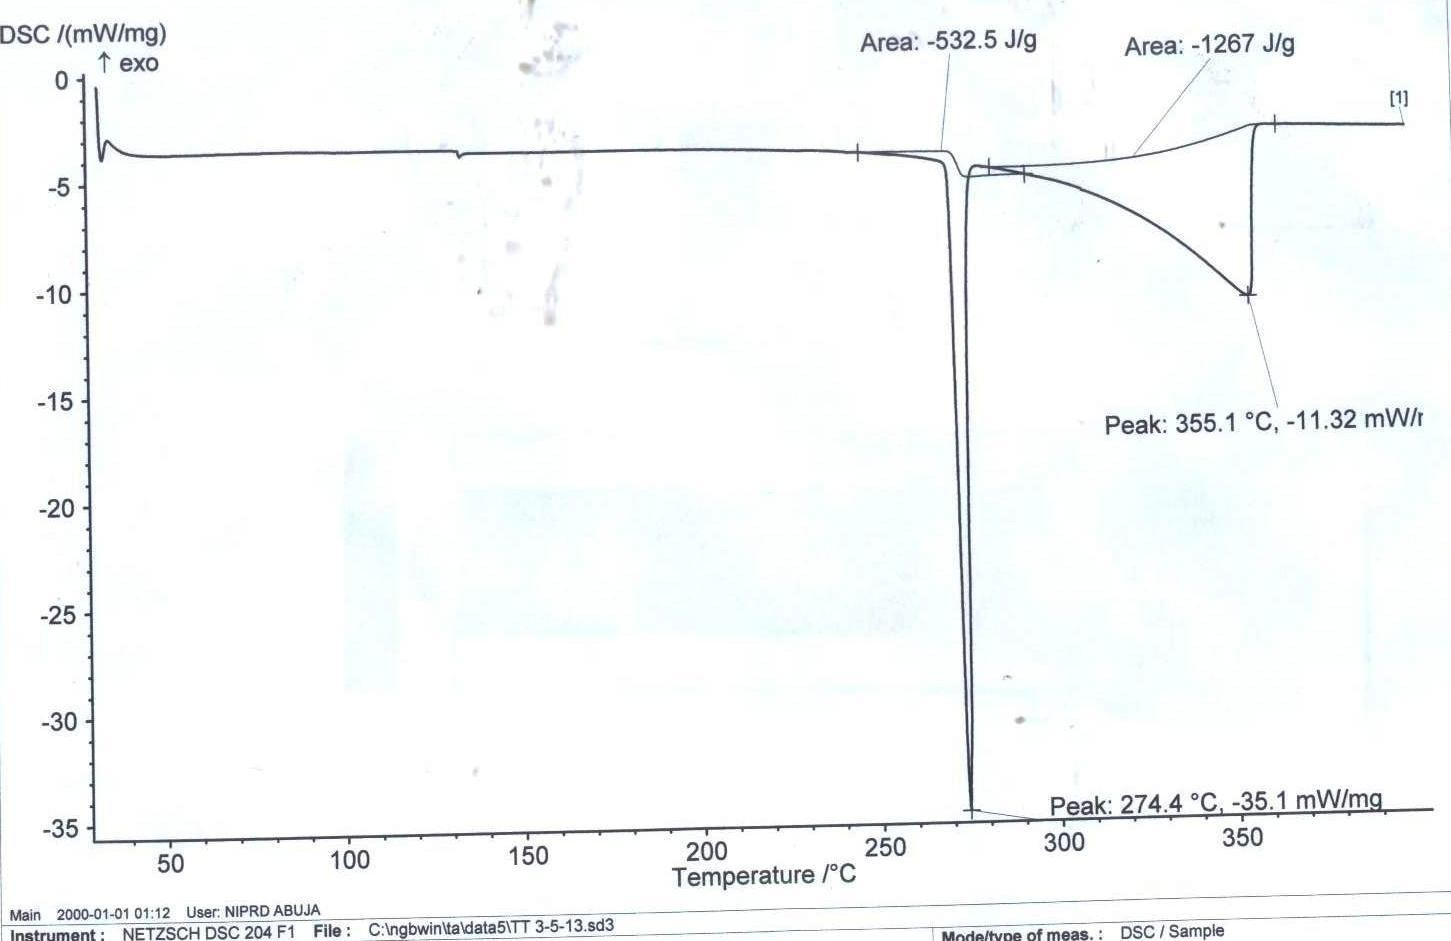 DSC /(mW/mg)
↑ exo
Area: -532.5 J/g
Area: -1267 J/g
[1]
0
-5
-10
-15
-20
-25
-30
-35
Peak: 355.1 °C, -11.32 mW/r
Peak: 274.4 °C, -35.1 mW/mg
50 100 150 200 250 300 350
Temperature /°C
Main 2000-01-01 01:12 User: NIPRD ABUJA
Instrument : NETZSCH DSC 204 F1 File : C:\ngbwin\ta\data5\TT 3-5-13.sd3
Mode/type of meas. : DSC / Sample